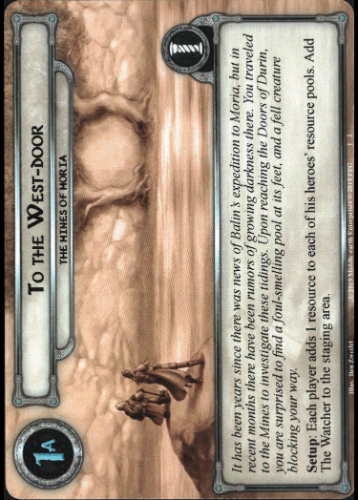 1A
TO THE WEST-DOOR
THE MINES OF MORIA
It has been years since there was news of Balin's expedition to Moria, but in
recent months there have been rumors of growing darkness there. You traveled
to the Mines to investigate these tidings. Upon reaching the Doors of Durin,
you are surprised to find a foul-smelling pool at its feet, and a fell creature
blocking your way.
Setup: Each player adds 1 resource to each of his heroes' resource pools. Add
The Watcher to the staging area.
Illus. Ben Zweifel
Middle-earth Enterprises